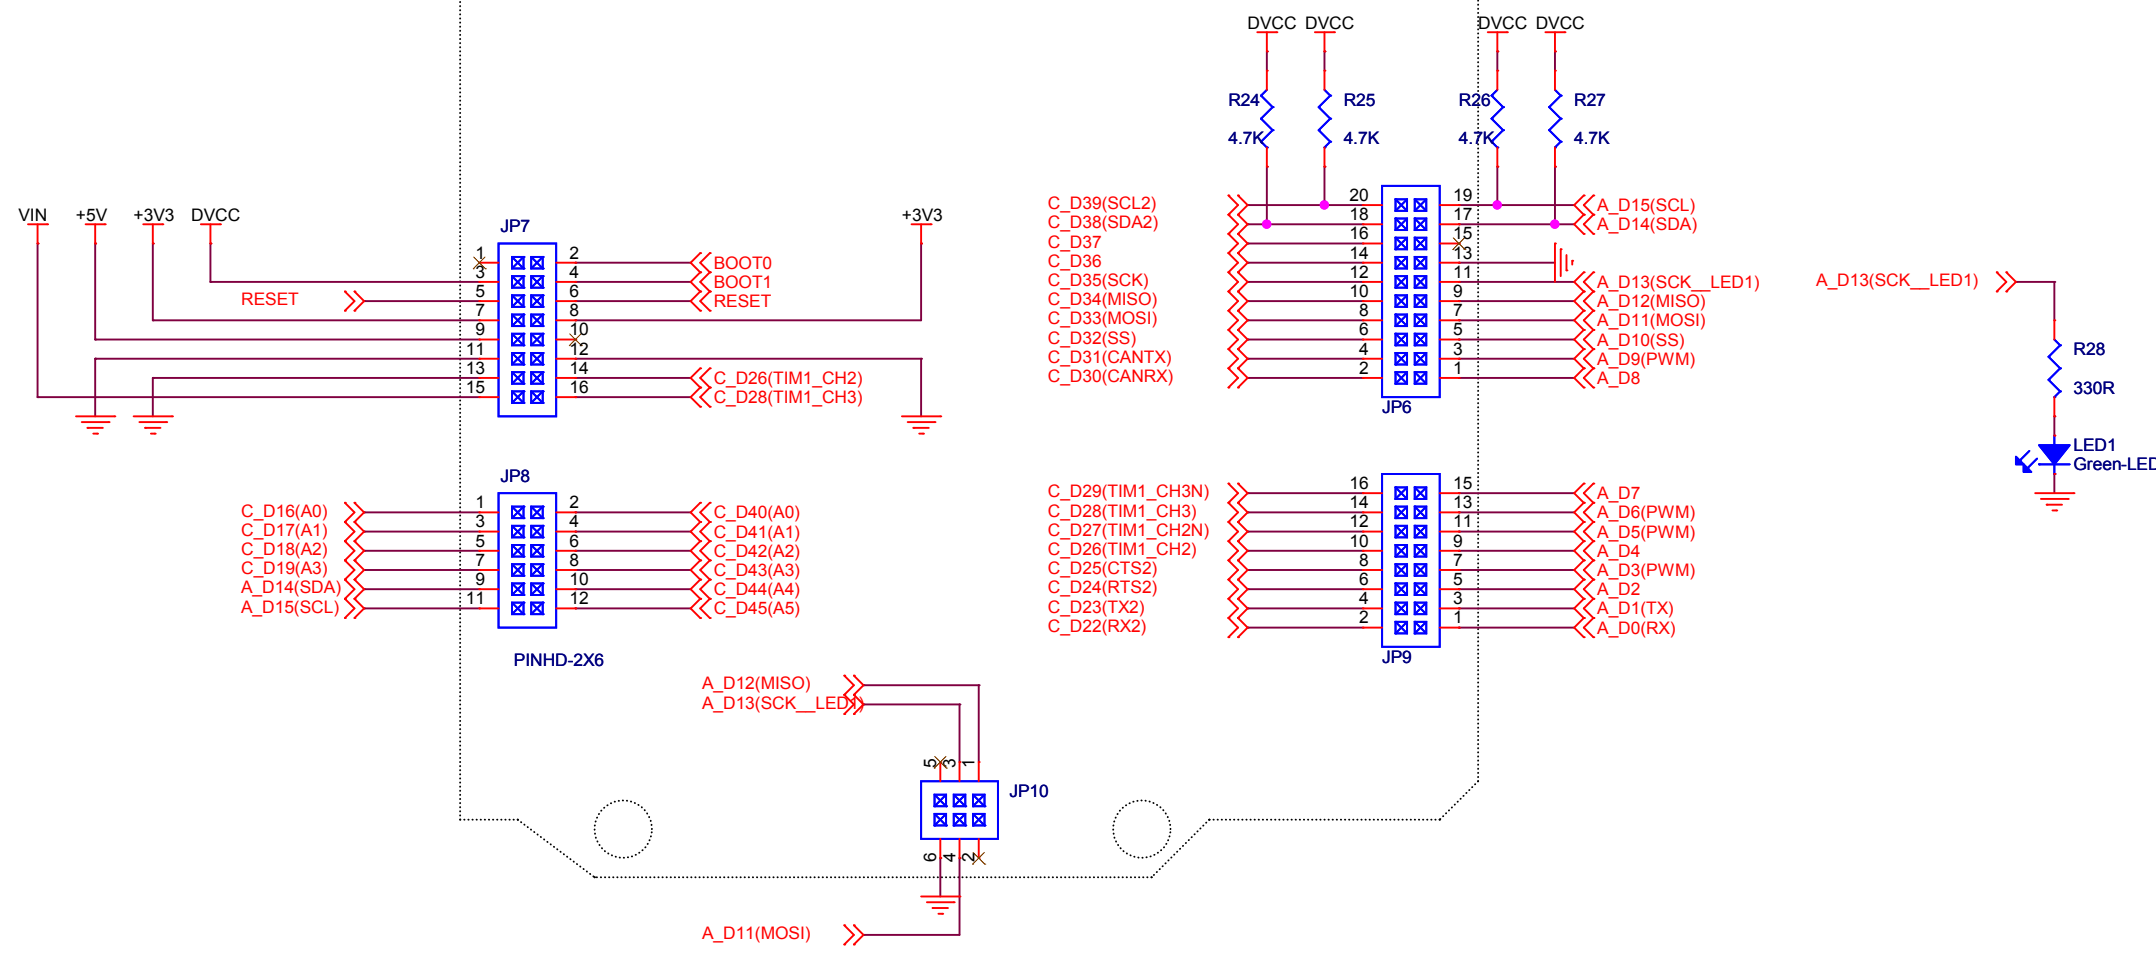 DVCC DVCC DVCC DVCC
R24 R25 R26 R27
4.7K 4.7K 4.7K 4.7K
VIN +5V +3V3 DVCC +3V3
JP7
1 2 BOOT0
3 4 BOOT1
RESET 5 6 RESET
7 8
9 10
11 12
13 14 C_D26(TIM1_CH2)
15 16 C_D28(TIM1_CH3)
C_D39(SCL2) 20 19 A_D15(SCL)
C_D38(SDA2) 18 17 A_D14(SDA)
C_D37 16 15
C_D36 14 13
C_D35(SCK) 12 11 A_D13(SCK__LED1)
C_D34(MISO) 10 9 A_D12(MISO)
C_D33(MOSI) 8 7 A_D11(MOSI)
C_D32(SS) 6 5 A_D10(SS)
C_D31(CANTX) 4 3 A_D9(PWM)
C_D30(CANRX) 2 1 A_D8
JP6
A_D13(SCK__LED1)
R28
330R
LED1
Green-LED
JP8
C_D16(A0) 1 2 C_D40(A0)
C_D17(A1) 3 4 C_D41(A1)
C_D18(A2) 5 6 C_D42(A2)
C_D19(A3) 7 8 C_D43(A3)
A_D14(SDA) 9 10 C_D44(A4)
A_D15(SCL) 11 12 C_D45(A5)
PINHD-2X6
C_D29(TIM1_CH3N) 16 15 A_D7
C_D28(TIM1_CH3) 14 13 A_D6(PWM)
C_D27(TIM1_CH2N) 12 11 A_D5(PWM)
C_D26(TIM1_CH2) 10 9 A_D4
C_D25(CTS2) 8 7 A_D3(PWM)
C_D24(RTS2) 6 5 A_D2
C_D23(TX2) 4 3 A_D1(TX)
C_D22(RX2) 2 1 A_D0(RX)
JP9
A_D12(MISO)
A_D13(SCK__LED1)
5 3 1
JP10
6 4 2
A_D11(MOSI)